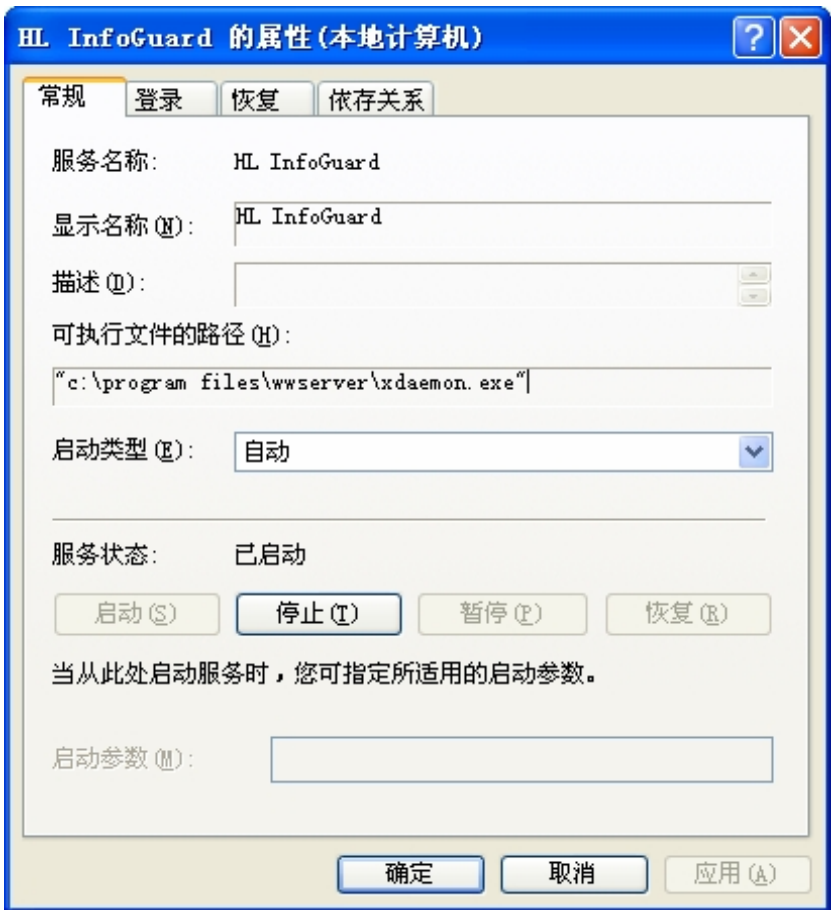 HL InfoGuard 的属性(本地计算机)
常规 登录 恢复 依存关系
服务名称: HL InfoGuard
显示名称(N): HL InfoGuard
描述(D):
可执行文件的路径(H):
"c:\program files\wwserver\xdaemon.exe"
启动类型(E): 自动
服务状态: 已启动
启动(S) 停止(T) 暂停(P) 恢复(R)
当从此处启动服务时，您可指定所适用的启动参数。
启动参数(M):
确定 取消 应用(A)